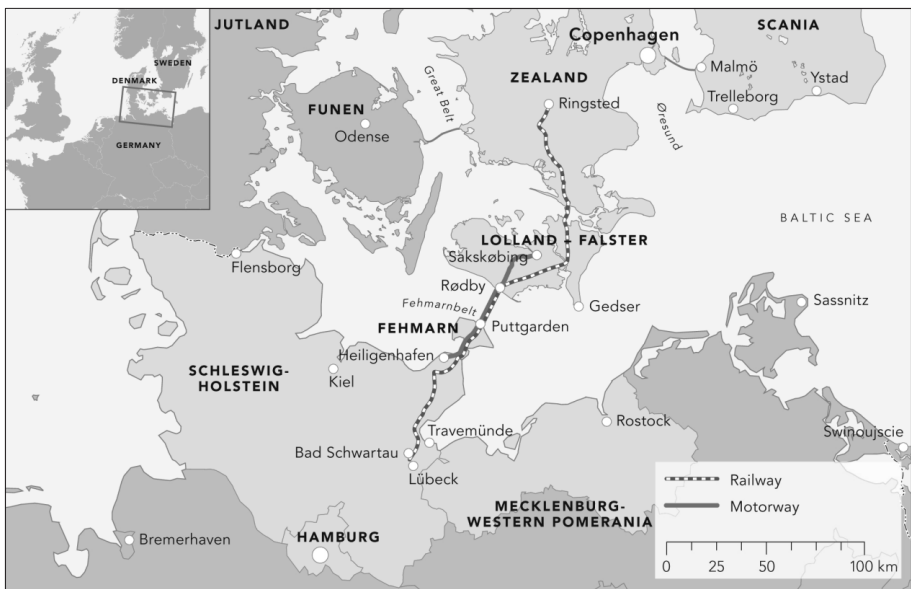 JUTLAND
SCANIA
Copenhagen
SWEDEN
DENMARK
GERMANY
Great Belt
ZEALAND
Malmö
Ystad
Trelleborg
Ringsted
FUNEN
Odense
Øresund
BALTIC SEA
LOLLAND - FALSTER
Sakskøbing
Flensborg
Rødby
Gedser
Sassnitz
Fehmarnbelt
Puttgarden
FEHMARN
Heiligenhafen
SCHLESWIG-
HOLSTEIN
Kiel
Travemünde
Rostock
Swinoujscie
Bad Schwartau
Lübeck
MECKLENBURG-
WESTERN POMERANIA
Bremerhaven
HAMBURG
Railway
Motorway
0 25 50 100 km